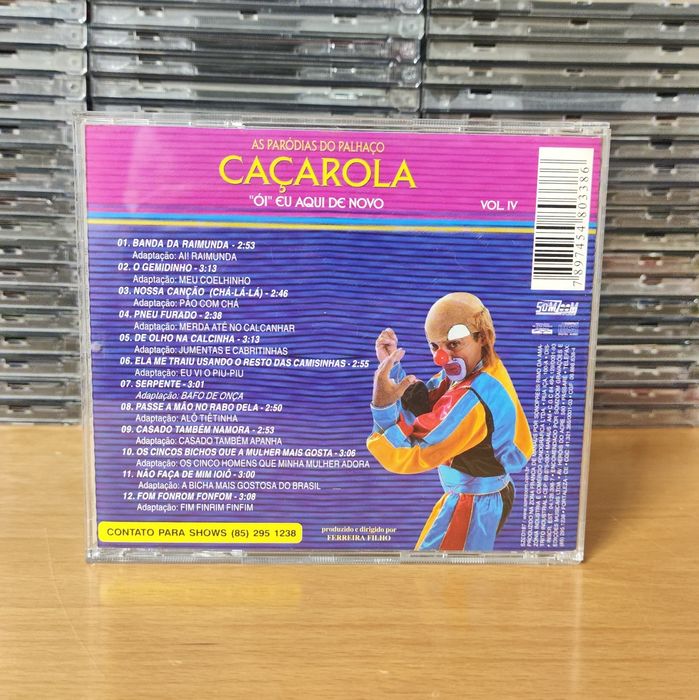 AS PARÓDIAS DO PALHAÇO
CAÇAROLA
"ÓI" EU AQUI DE NOVO
VOL. IV
01. BANDA DA RAIMUNDA - 2:53
Adaptação: AI! RAIMUNDA
02. O GEMIDINHO - 3:13
Adaptação: MEU COELHINHO
03. NOSSA CANÇÃO (CHÁ-LÁ-LÁ) - 2:46
Adaptação: PÃO COM CHÁ
04. PNEU FURADO - 2:38
Adaptação: MERDA ATÉ NO CALCANHAR
05. DE OLHO NA CALCINHA - 3:13
Adaptação: JUMENTAS E CABRITINHAS
06. ELA ME TRAIU USANDO O RESTO DAS CAMISINHAS - 2:55
Adaptação: EU VI O PIU-PIU
07. SERPENTE - 3:01
Adaptação: BAFO DE ONÇA
08. PASSE A MÃO NO RABO DELA - 2:50
Adaptação: ALÔ TIÊTINHA
09. CASADO TAMBÉM NAMORA - 2:53
Adaptação: CASADO TAMBÉM APANHA
10. OS CINCOS BICHOS QUE A MULHER MAIS GOSTA - 3:06
Adaptação: OS CINCO HOMENS QUE MINHA MULHER ADORA
11. NÃO FAÇA DE MIM IOIÔ - 3:00
Adaptação: A BICHA MAIS GOSTOSA DO BRASIL
12. FOM FONROM FONFOM - 3:08
Adaptação: FIM FINRIM FINFIM
CONTATO PARA SHOWS (85) 295 1238
produzido e dirigido por
FERREIRA FILHO
7897454803386
SOMZOOM